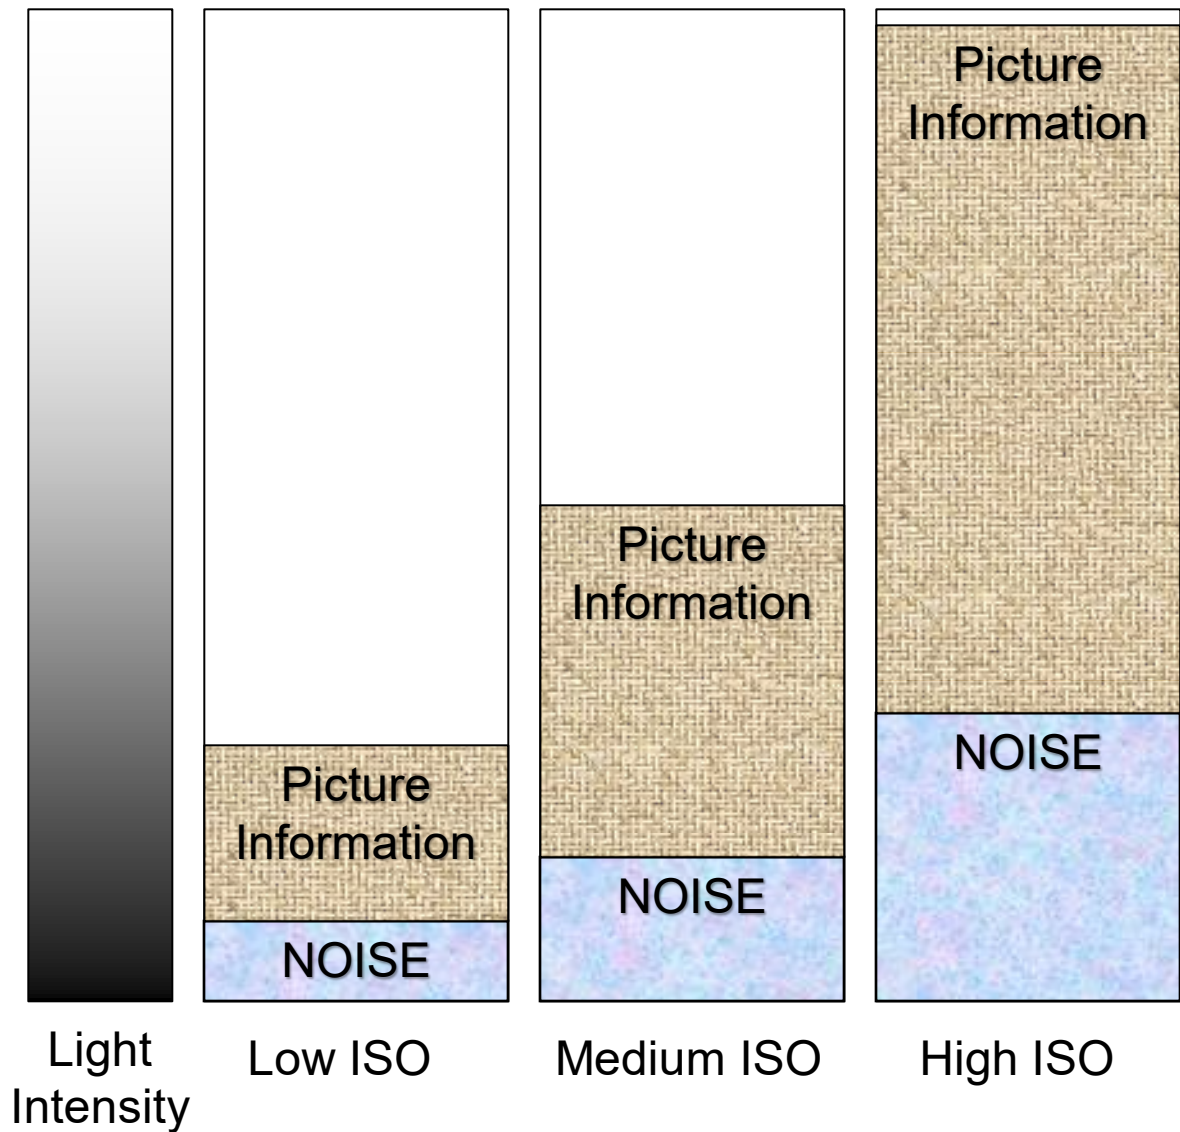 Picture
Information
NOISE
Picture
Information
NOISE
Picture
Information
NOISE
Light
Intensity
Low ISO
Medium ISO
High ISO